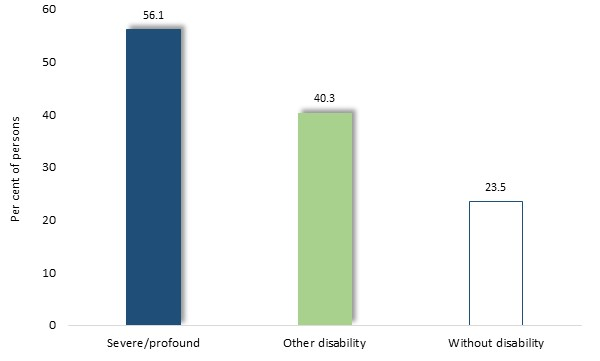 60
56.1
50
40.3
40
30
23.5
20
10
0
Per cent of persons
Severe/profound
Other disability
Without disability